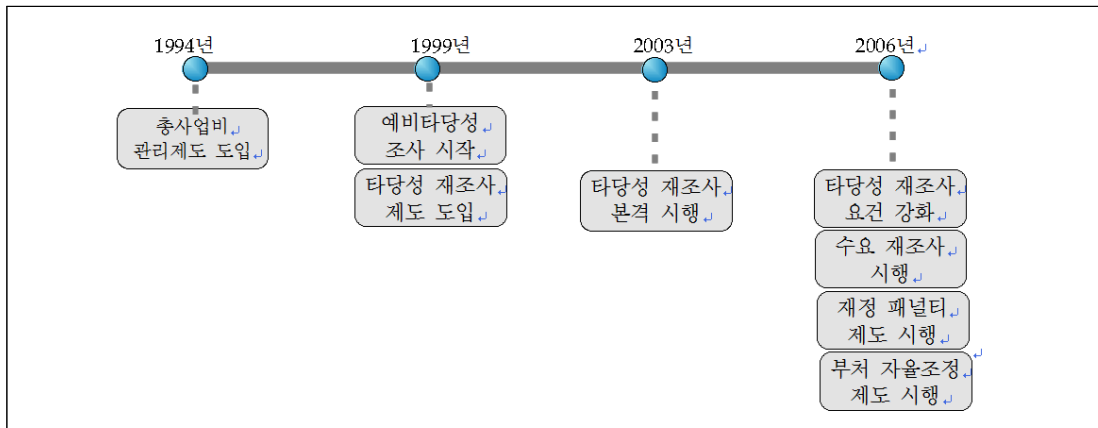 1994년
1999년
2003년
2006년
총사업비
관리제도 도입
예비타당성
조사 시작
타당성 재조사
제도 도입
타당성 재조사
본격 시행
타당성 재조사
요건 강화
수요 재조사
시행
재정 패널티
제도 시행
부처 자율조정
제도 시행